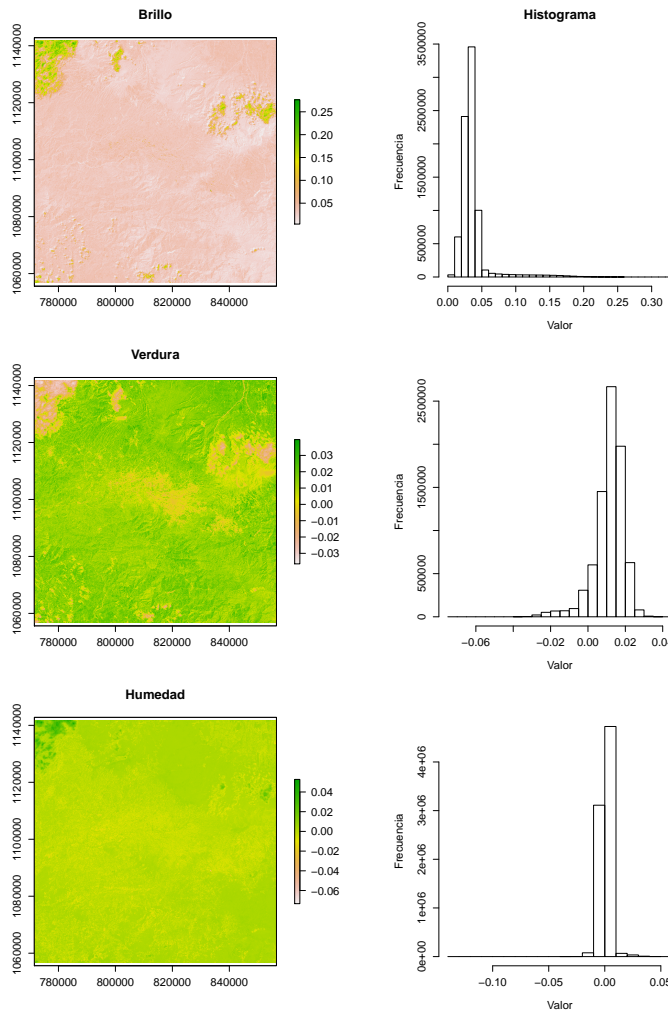 Brillo
1140000
1120000
1100000
1080000
1060000
780000 800000 820000 840000
0.25
0.20
0.15
0.10
0.05
Histograma
Frecuencia
3500000
2500000
1500000
500000
0
0.00 0.05 0.10 0.15 0.20 0.25 0.30
Valor
Verdura
1140000
1120000
1100000
1080000
1060000
780000 800000 820000 840000
0.03
0.02
0.01
0.00
−0.01
−0.02
−0.03
Frecuencia
2500000
1500000
500000
0
−0.06 −0.02 0.00 0.02 0.04
Valor
Humedad
1140000
1120000
1100000
1080000
1060000
780000 800000 820000 840000
0.04
0.02
0.00
−0.02
−0.04
−0.06
Frecuencia
4e+06
3e+06
2e+06
1e+06
0e+00
−0.10 −0.05 0.00 0.05
Valor